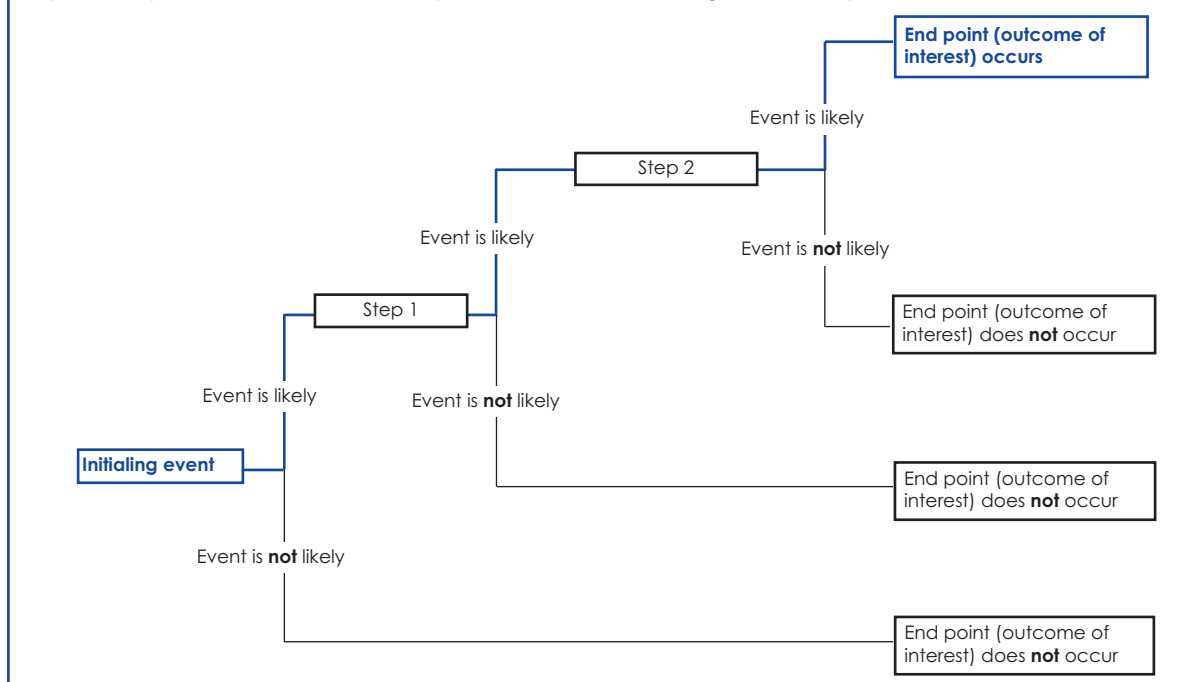 End point (outcome of
interest) occurs
Event is likely
Step 2
Event is likely
Event is not likely
Step 1
End point (outcome of
interest) does not occur
Event is likely
Event is not likely
Initialing event
End point (outcome of
interest) does not occur
Event is not likely
End point (outcome of
interest) does not occur